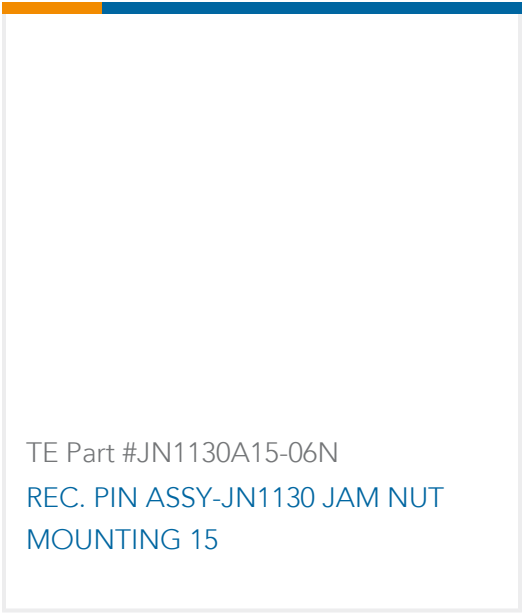 TE Part #JN1130A15-06N
REC. PIN ASSY-JN1130 JAM NUT
MOUNTING 15